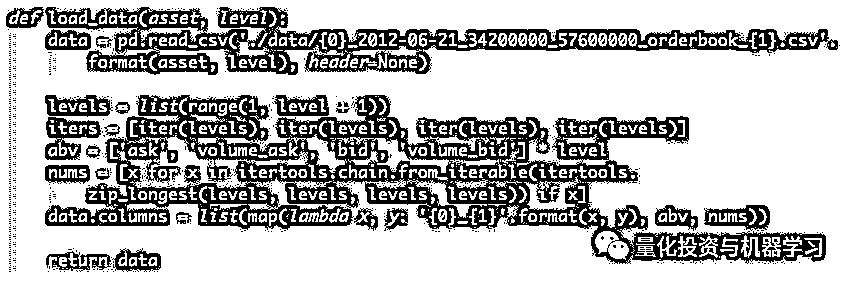 def load_data(asset, level):
    data = pd.read_csv('./data/{0}_2012-06-21_34200000_57600000_orderbook_{1}.csv'.
        format(asset, level), header=None)
    levels = list(range(1, level + 1))
    iters = [iter(levels), iter(levels), iter(levels), iter(levels)]
    abv = ['ask', 'volume_ask', 'bid', 'volume_bid'] * level
    nums = [x for x in itertools.chain.from_iterable(itertools.
        zip_longest(levels, levels, levels, levels)) if x]
    data.columns = list(map(lambda x, y: '{0}_{1}'.format(x, y), abv, nums))
量化投资与机器学习
    return data